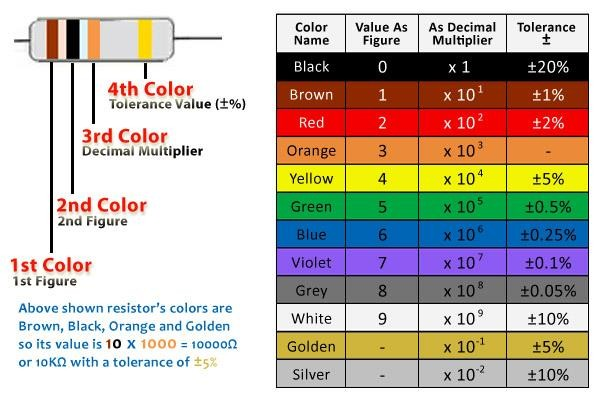 4th Color
Tolerance Value (±%)
3rd Color
Decimal Multiplier
2nd Color
2nd Figure
1st Color
1st Figure
Above shown resistor's colors are
Brown, Black, Orange and Golden
so its value is 10 X 1000 = 10000Ω
or 10KΩ with a tolerance of ±5%
Color Name Value As Figure As Decimal Multiplier Tolerance ±
Black 0 x 1 ±20%
Brown 1 x 10¹ ±1%
Red 2 x 10² ±2%
Orange 3 x 10³ -
Yellow 4 x 10⁴ ±5%
Green 5 x 10⁵ ±0.5%
Blue 6 x 10⁶ ±0.25%
Violet 7 x 10⁷ ±0.1%
Grey 8 x 10⁸ ±0.05%
White 9 x 10⁹ ±10%
Golden - x 10⁻¹ ±5%
Silver - x 10⁻² ±10%